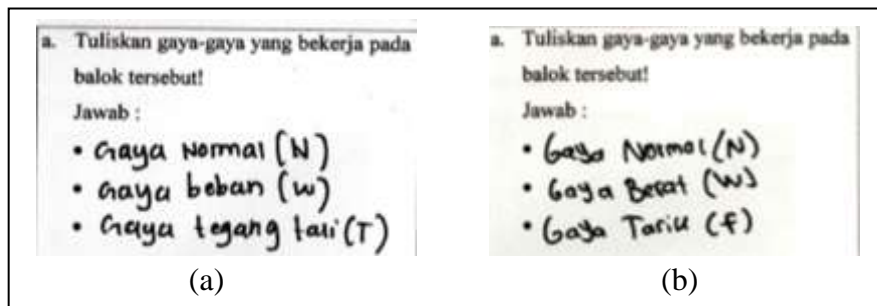 a. Tuliskan gaya-gaya yang bekerja pada
balok tersebut!
Jawab :
• Gaya Normal (N)
• Gaya beban (w)
• Gaya tegang tali (T)
(a)
a. Tuliskan gaya-gaya yang bekerja pada
balok tersebut!
Jawab :
• Gaya Normal (N)
• Gaya Berat (W)
• Gaya Tarik (f)
(b)